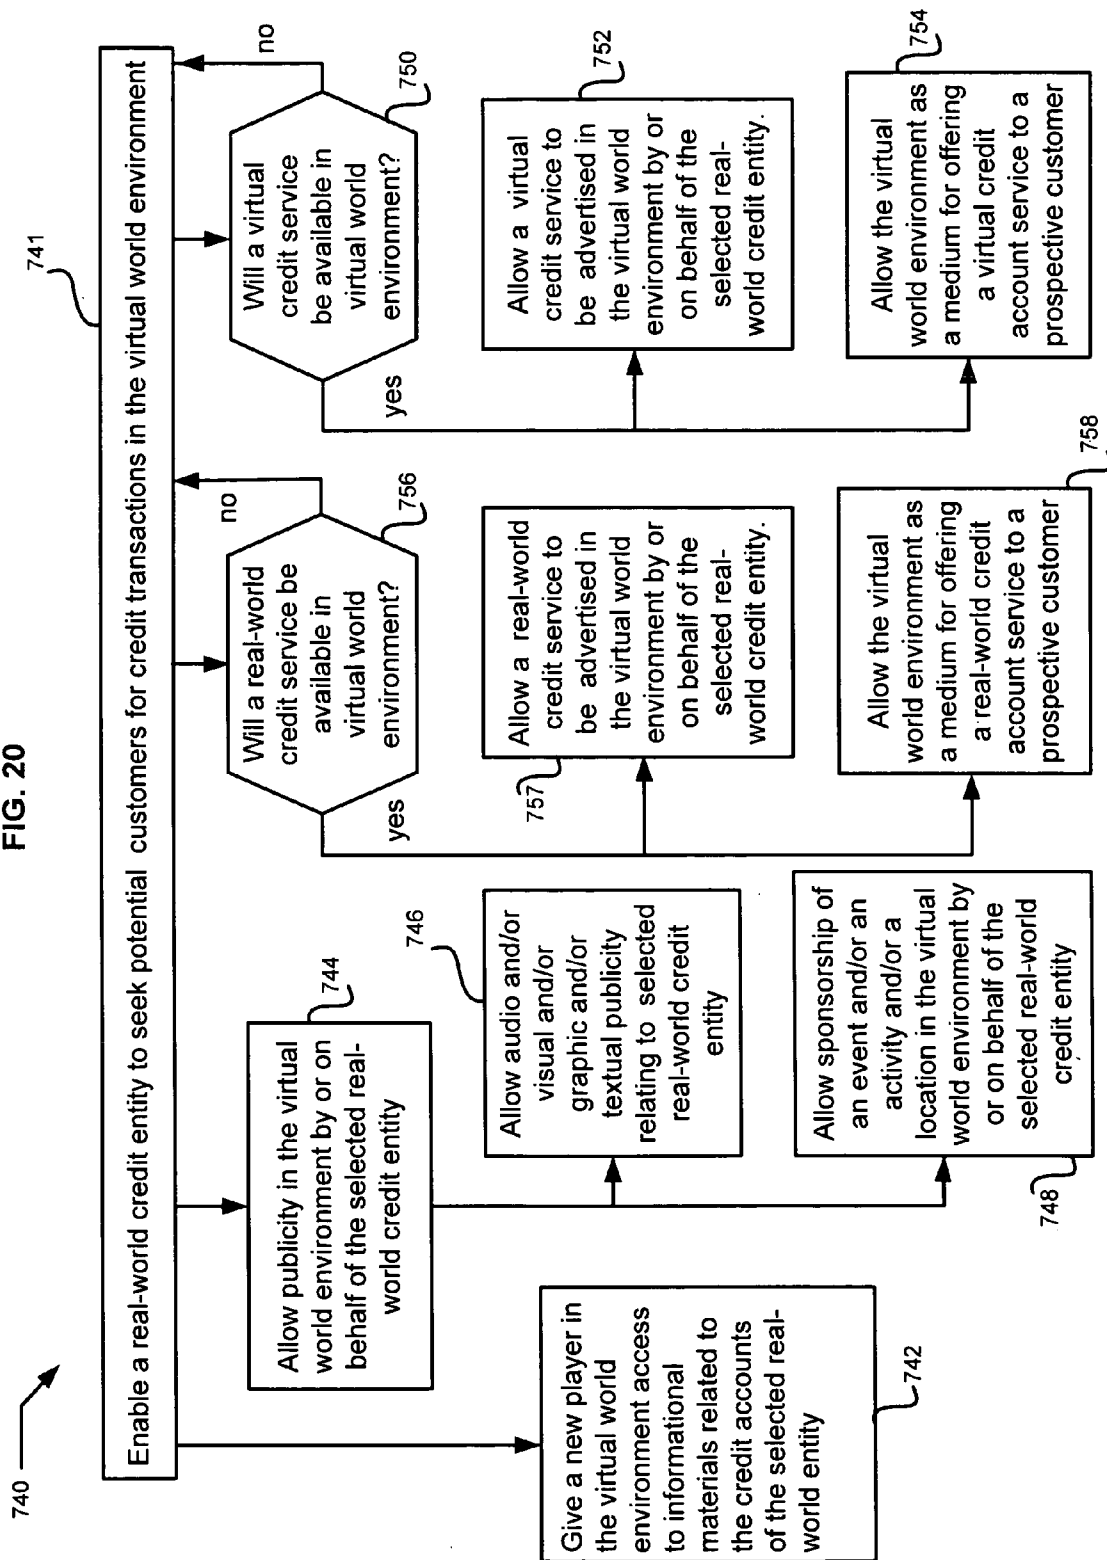 FIG. 20
740
741
Enable a real-world credit entity to seek potential customers for credit transactions in the virtual world environment
Give a new player in
the virtual world
environment access
to informational
materials related to
the credit accounts
of the selected real-
world entity
742
Allow publicity in the virtual
world environment by or on
behalf of the selected real-
world credit entity
744
Allow audio and/or
visual and/or
graphic and/or
textual publicity
relating to selected
real-world credit
entity
746
Allow sponsorship of
an event and/or an
activity and/or a
location in the virtual
world environment by
or on behalf of the
selected real-world
credit entity
748
Will a real-world
credit service be
available in
virtual world
environment?
756
no
yes
Allow a real-world
credit service to
be advertised in
the virtual world
environment by or
on behalf of the
selected real-
world credit entity.
757
Allow the virtual
world environment as
a medium for offering
a real-world credit
account service to a
prospective customer
758
Will a virtual
credit service
be available in
virtual world
environment?
750
no
yes
Allow a virtual
credit service to
be advertised in
the virtual world
environment by or
on behalf of the
selected real-
world credit entity.
752
Allow the virtual
world environment as
a medium for offering
a virtual credit
account service to a
prospective customer
754